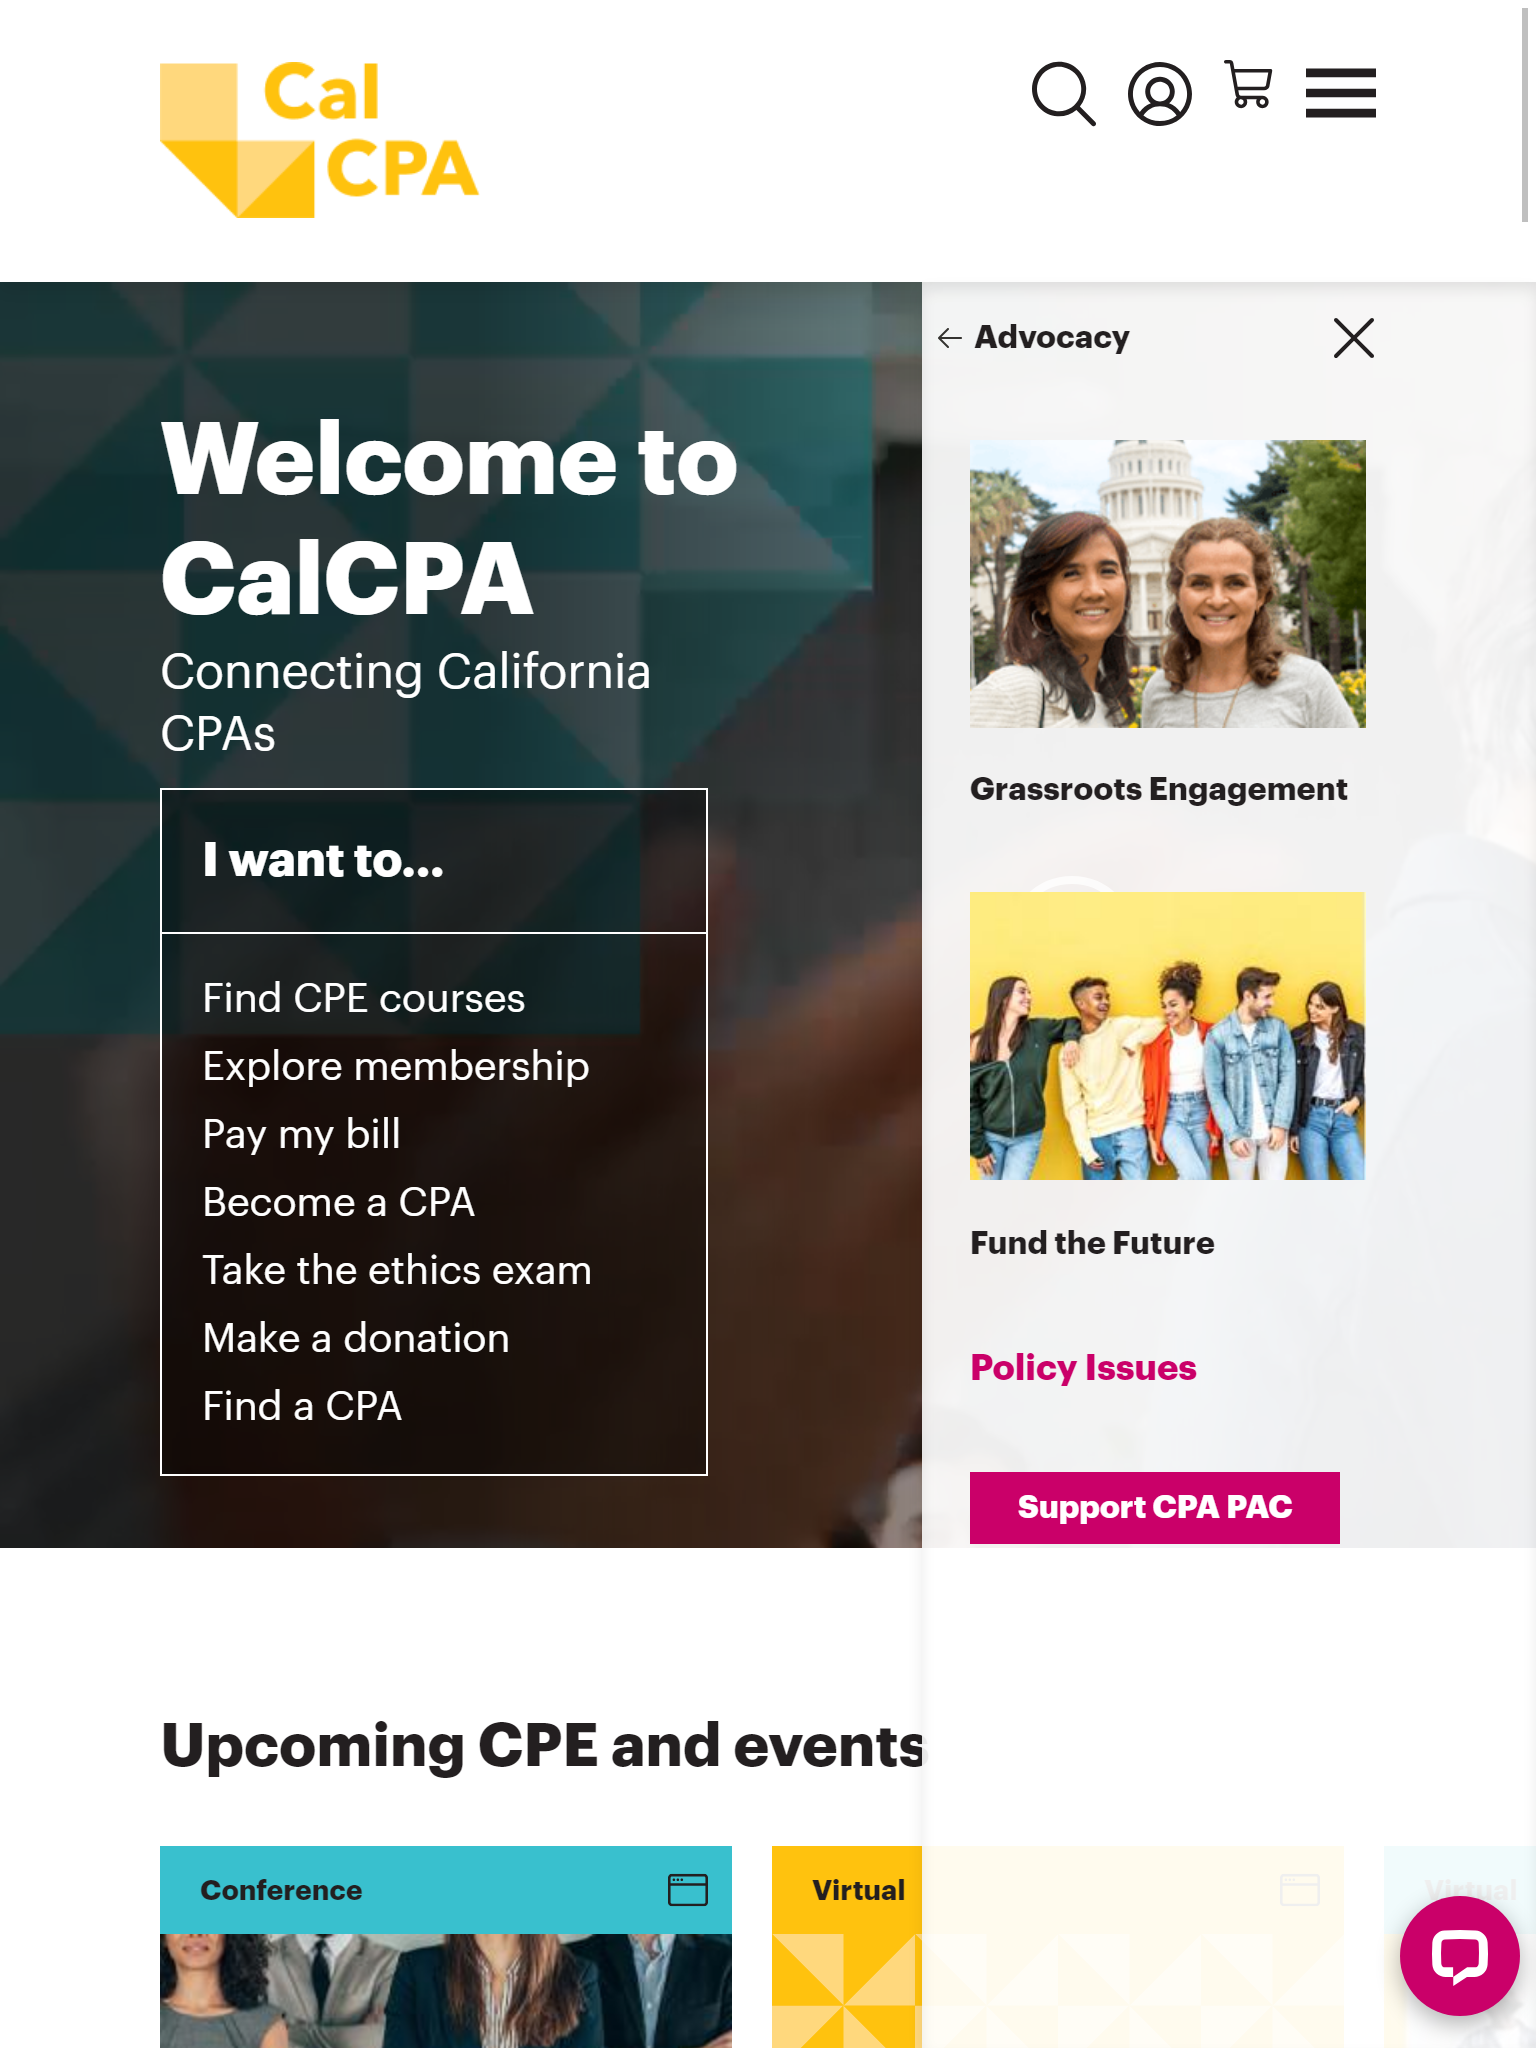 Cal
CPA
Advocacy
Welcome to
CalCPA
Connecting California
CPAs
I want to...
Find CPE courses
Explore membership
Pay my bill
Become a CPA
Take the ethics exam
Make a donation
Find a CPA
Grassroots Engagement
Fund the Future
Policy Issues
Support CPA PAC
Upcoming CPE and events
Conference
Virtual
Virtual